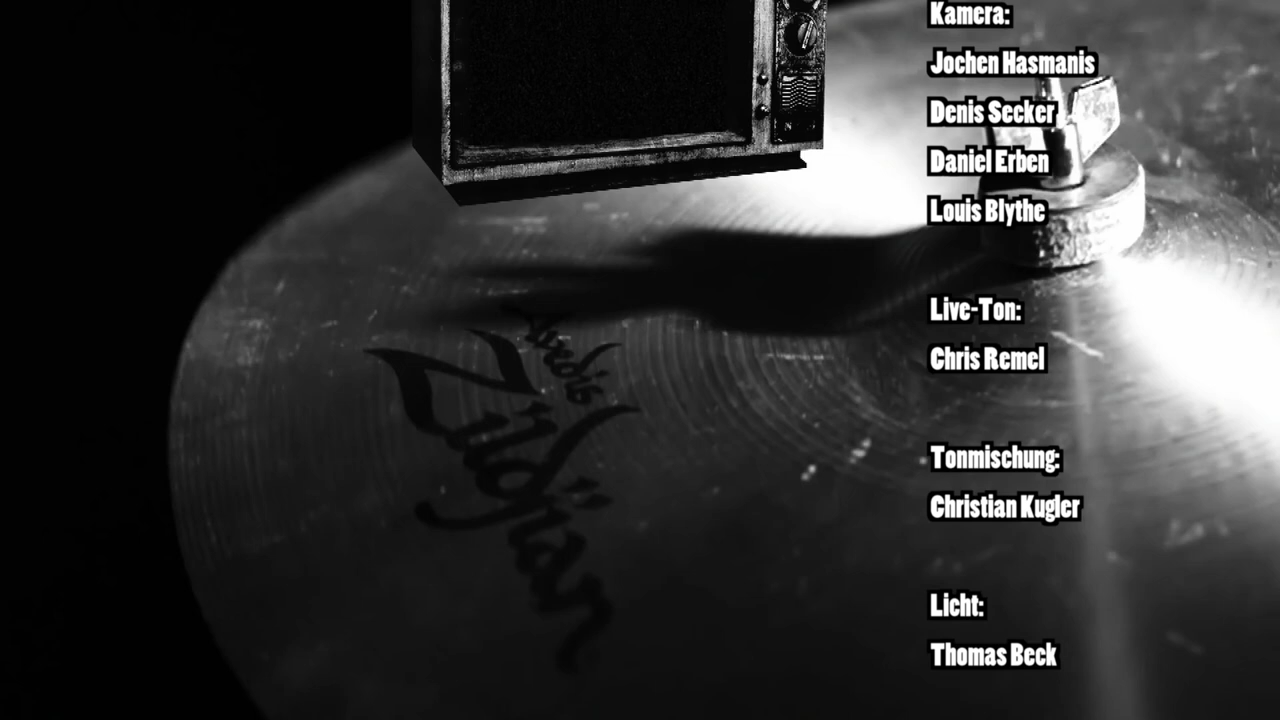 Kamera:
Jochen Hasmanis
Denis Secker
Daniel Erben
Louis Blythe
Live-Ton:
Chris Remel
Tonmischung:
Christian Kugler
Licht:
Thomas Beck
Avedis
Zildjian